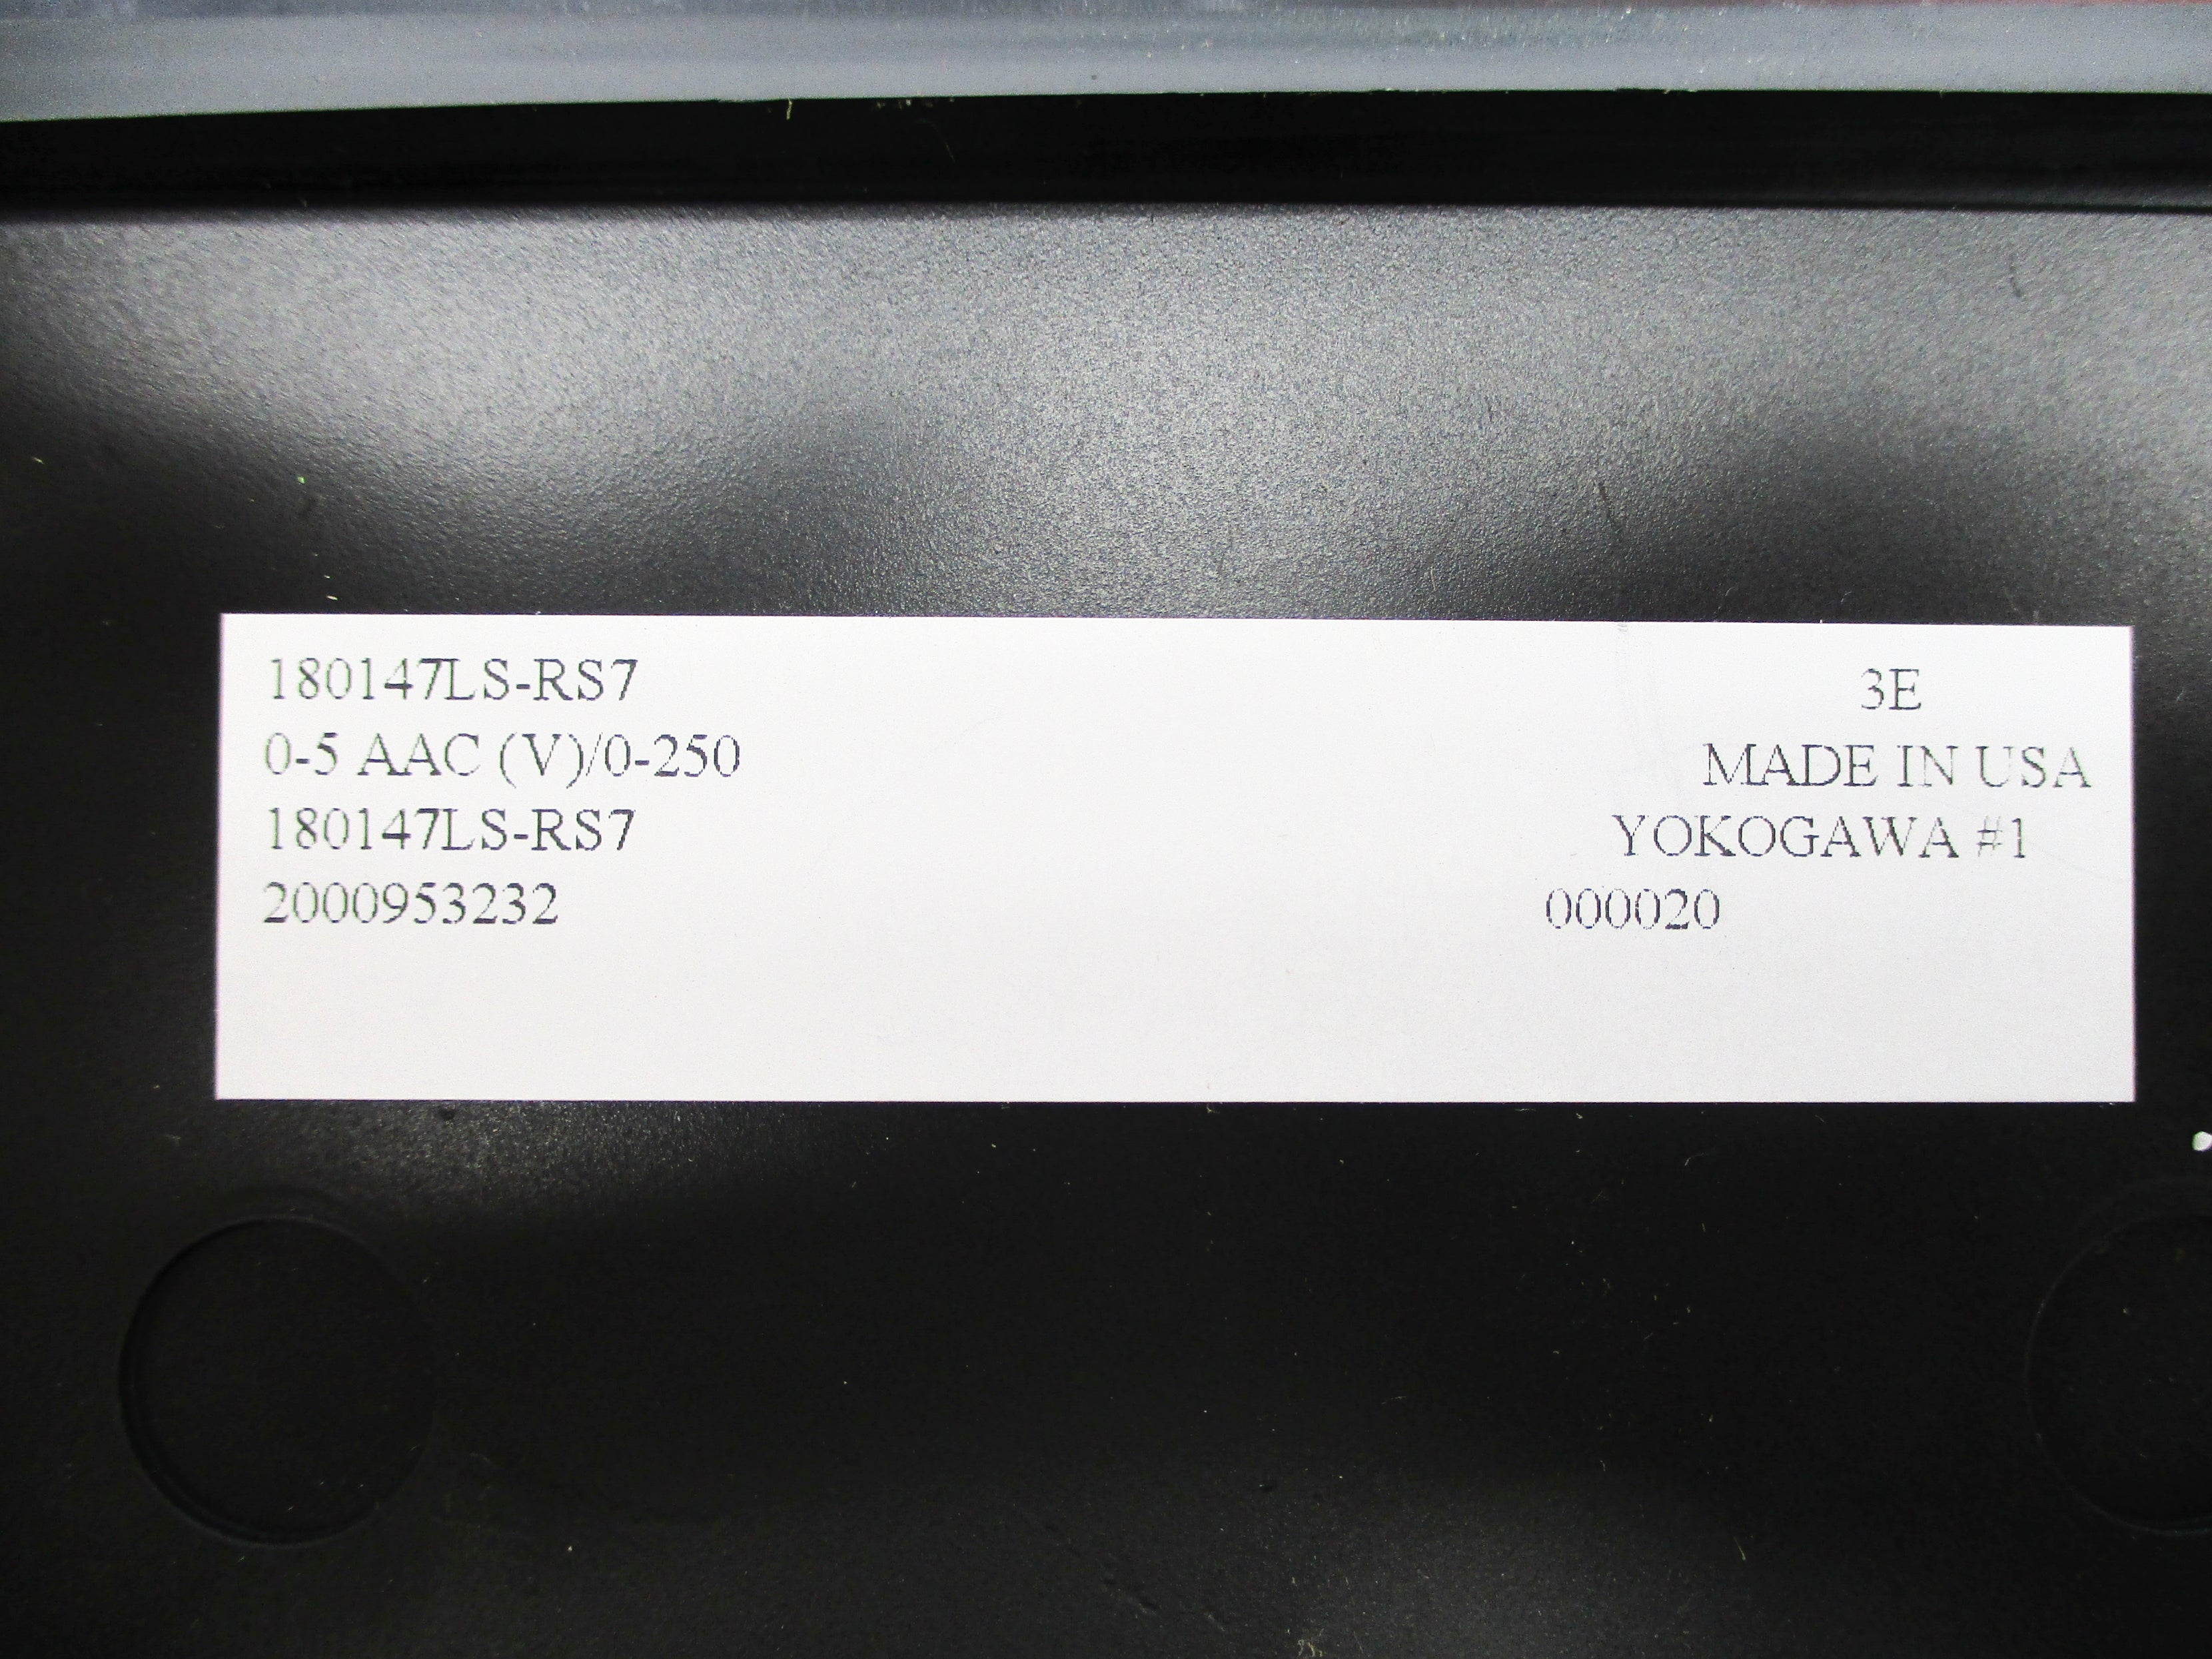 180147LS-RS7 3E
0-5 AAC (V)/0-250 MADE IN USA
180147LS-RS7 YOKOGAWA #1
2000953232 000020